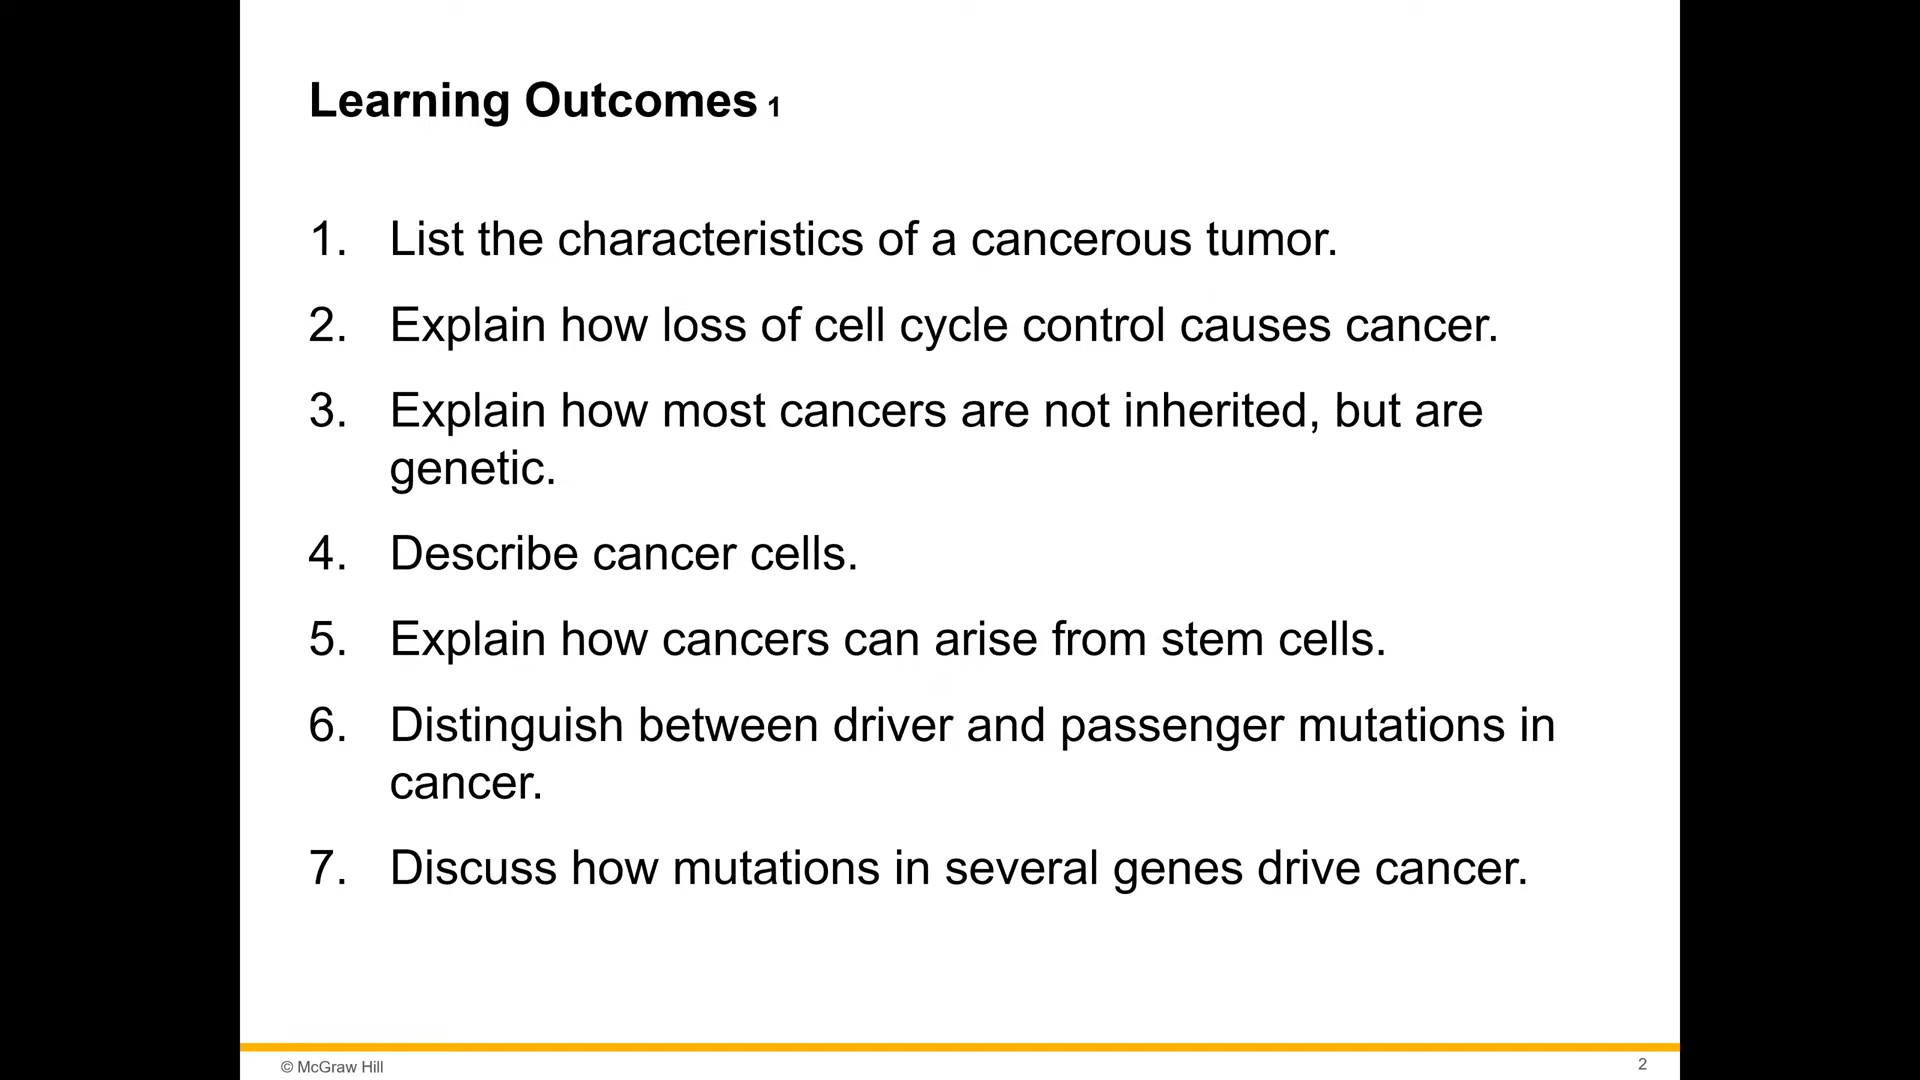 Learning Outcomes 1
1. List the characteristics of a cancerous tumor.
2. Explain how loss of cell cycle control causes cancer.
3. Explain how most cancers are not inherited, but are
genetic.
4. Describe cancer cells.
5. Explain how cancers can arise from stem cells.
6. Distinguish between driver and passenger mutations in
cancer.
7. Discuss how mutations in several genes drive cancer.
© McGraw Hill
2